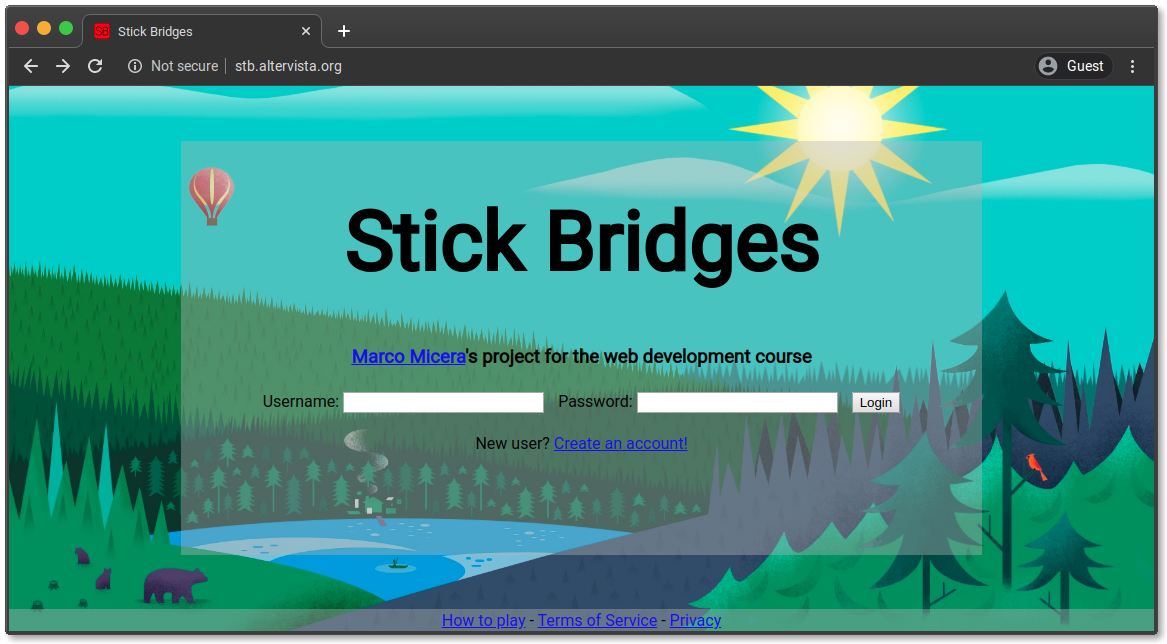 SB Stick Bridges
Not secure stb.altervista.org Guest
Stick Bridges
Marco Micera's project for the web development course
Username: Password: Login
New user? Create an account!
How to play - Terms of Service - Privacy